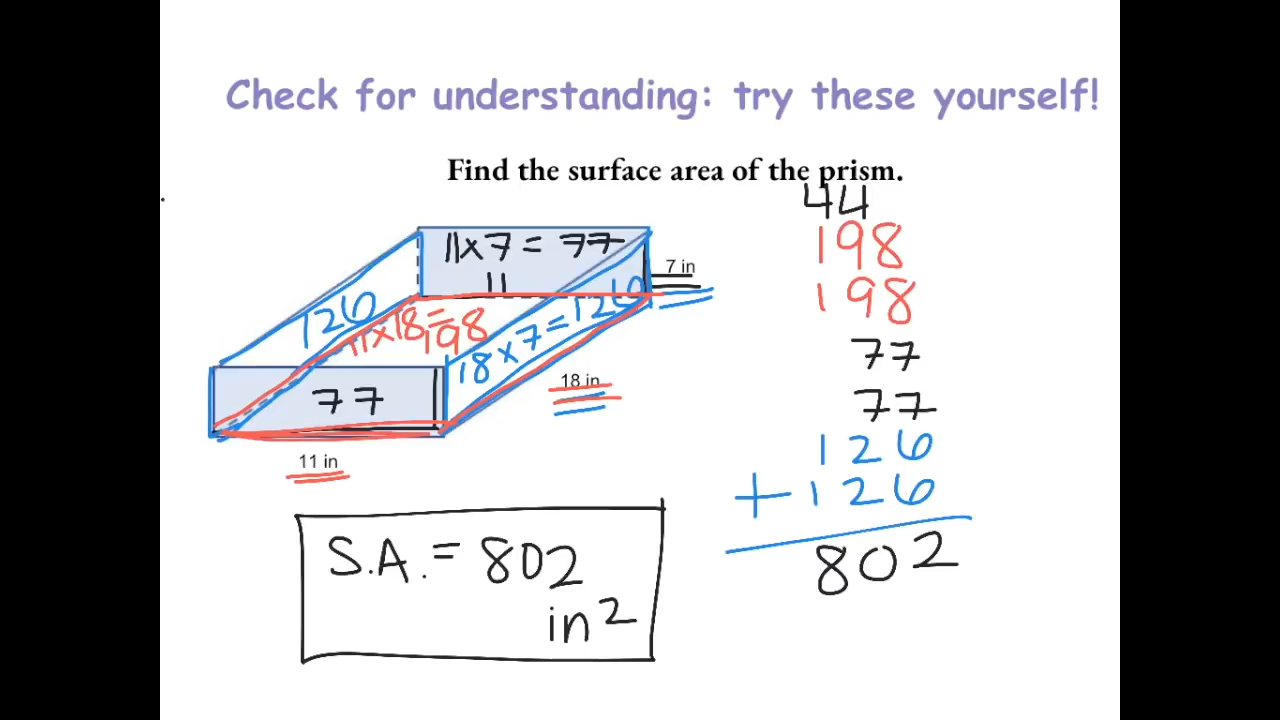 Check for understanding: try these yourself!
Find the surface area of the prism.
44
198
198
77
77
126
+ 126
802
11x7 = 77
11
7 in
126
11x18=
198
18x7=126
77
18 in
11 in
S.A. = 802
in2